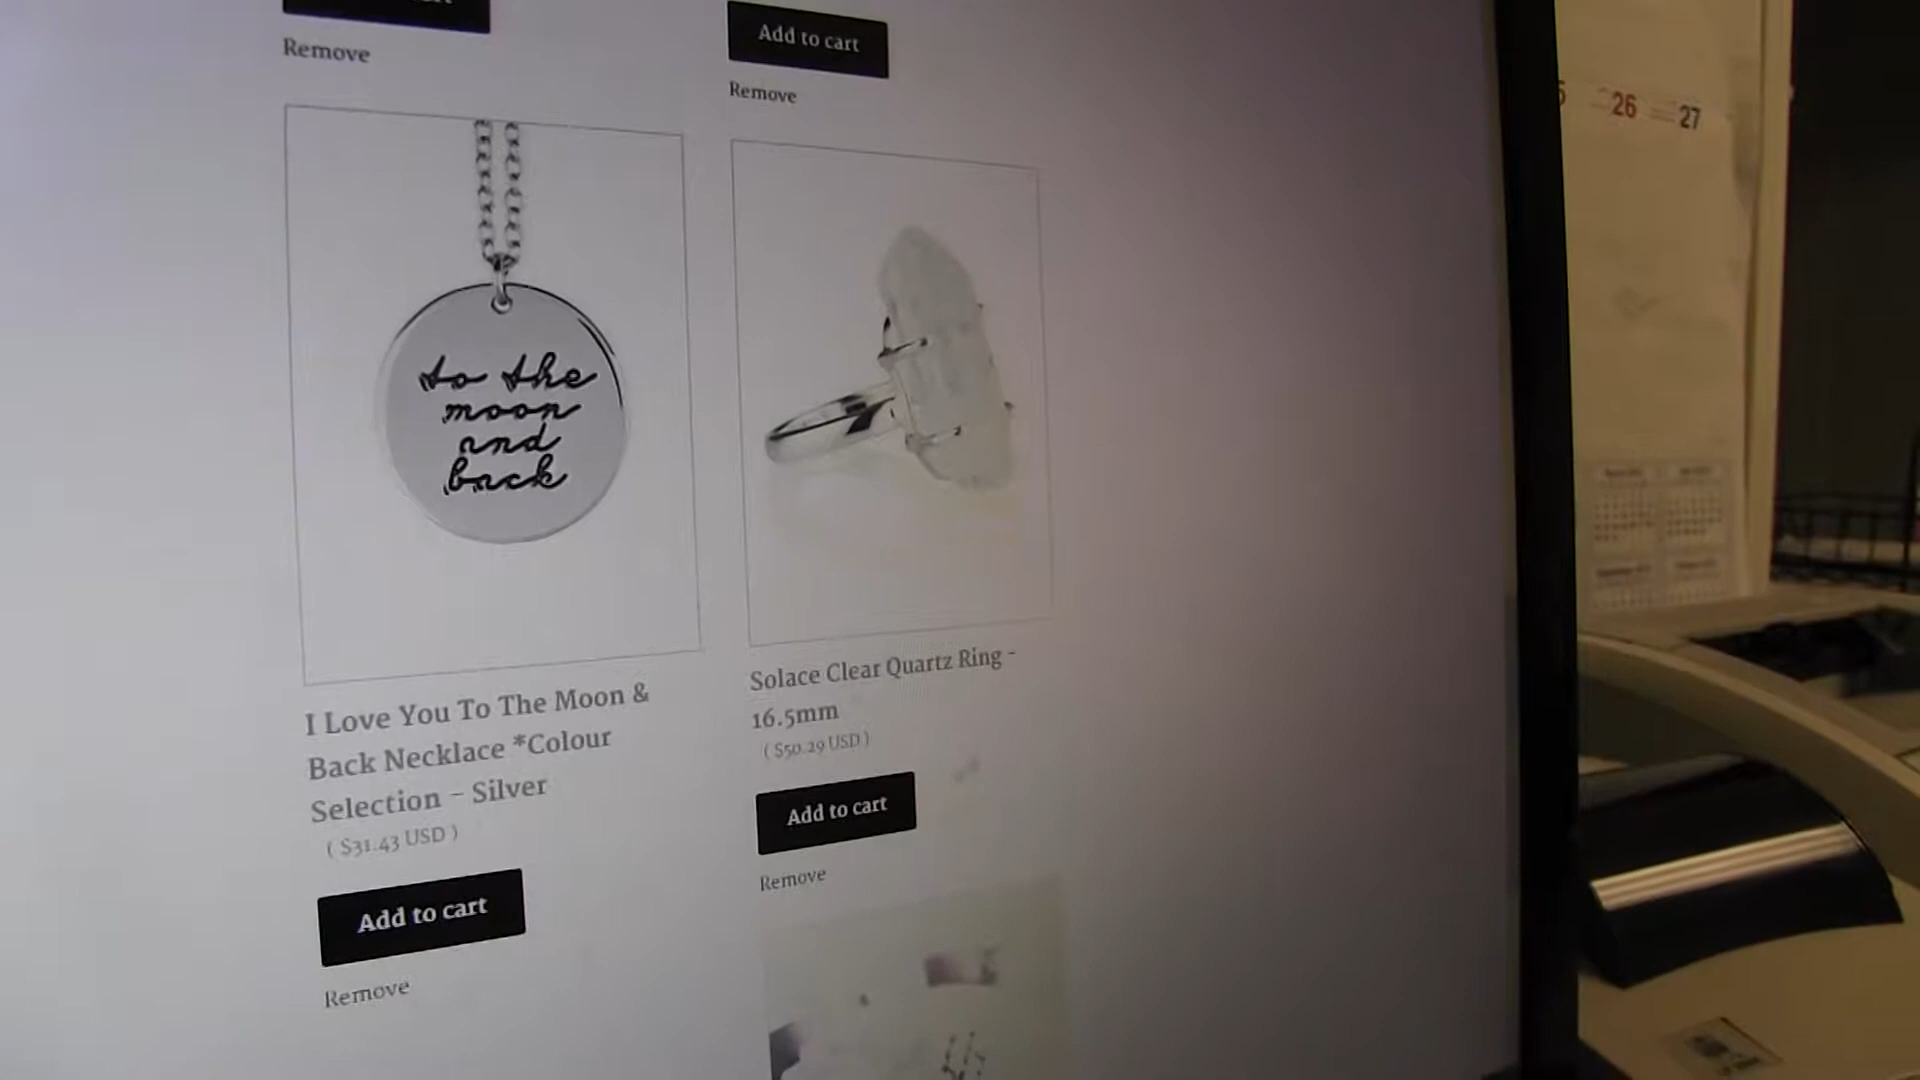 Remove
Add to cart
Remove
to the
moon
and
back
I Love You To The Moon &
Back Necklace *Colour
Selection - Silver
( $31.43 USD )
Add to cart
Remove
Solace Clear Quartz Ring -
16.5mm
( $50.29 USD )
Add to cart
Remove
26
27